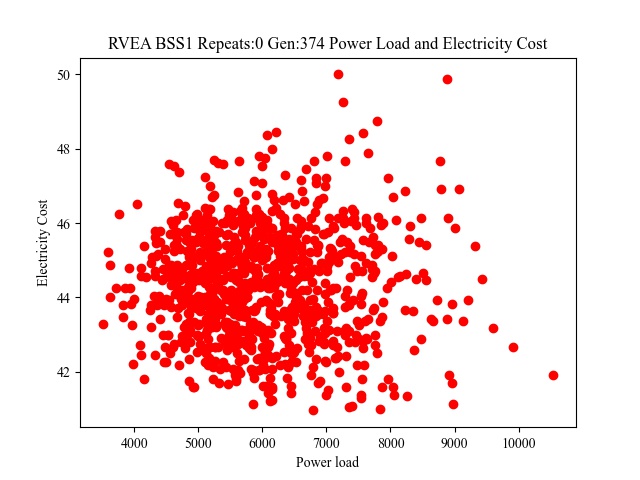 RVEA BSS1 Repeats:0 Gen:374 Power Load and Electricity Cost
50
48
46
44
42
Electricity Cost
4000 5000 6000 7000 8000 9000 10000
Power load